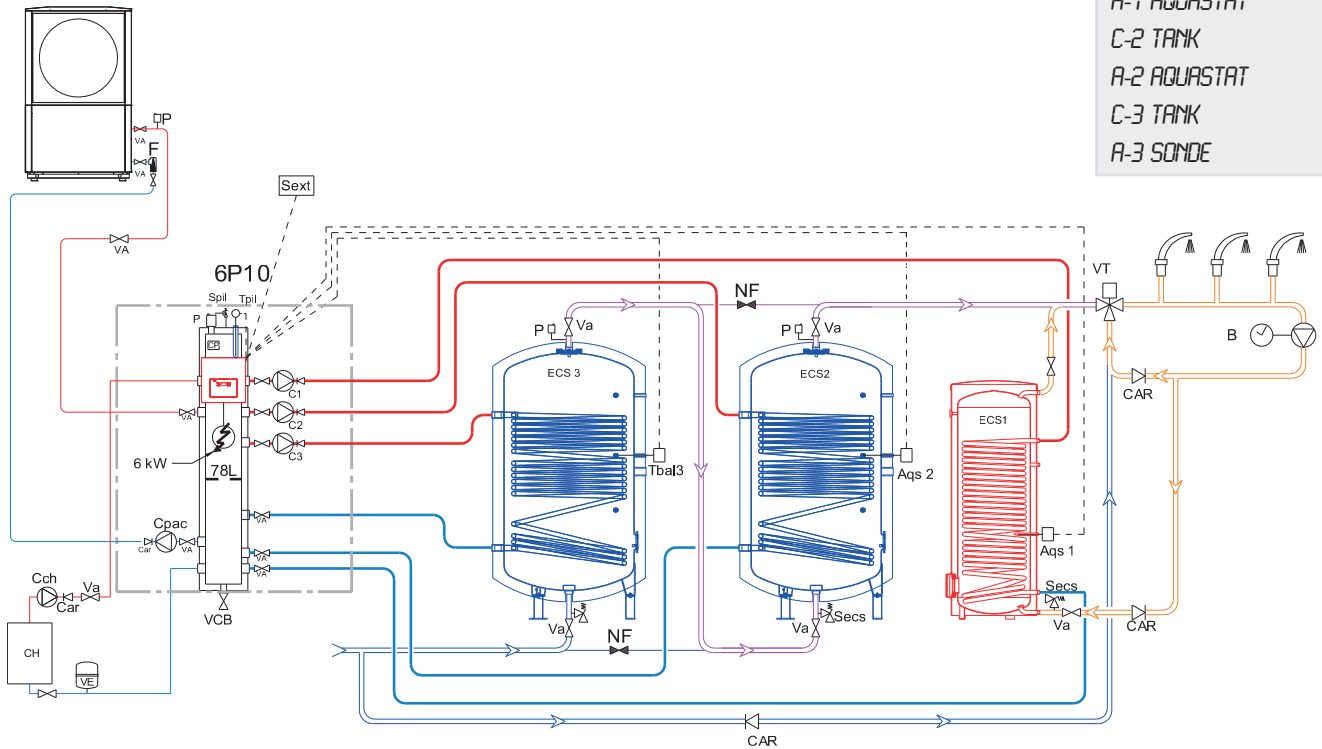 A-1 AQUASTAT
C-2 TANK
A-2 AQUASTAT
C-3 TANK
A-3 SONDE
P
VA
F
VA
Sext
VA
6P10
Spil
Tpil
P
CP
VA
C1
C2
C3
6 kW
78L
Cpac
Car
VA
VA
VA
VA
Cch
Car
Va
VCB
CH
VE
NF
P
Va
ECS 3
Tbal3
Va
NF
P
Va
ECS2
Aqs 2
Va
Secs
ECS1
Aqs 1
Secs
Va
CAR
VT
B
CAR
CAR